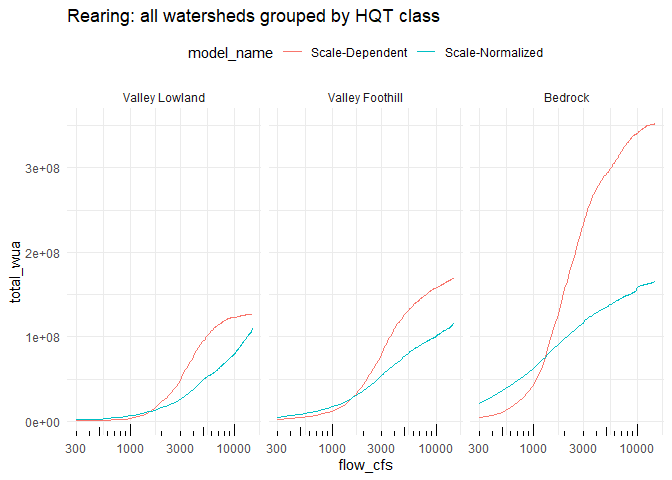 Rearing: all watersheds grouped by HQT class
model_name Scale-Dependent Scale-Normalized
Valley Lowland Valley Foothill Bedrock
3e+08
2e+08
1e+08
0e+00
total_wua
300 1000 3000 10000 300 1000 3000 10000 300 1000 3000 10000
flow_cfs